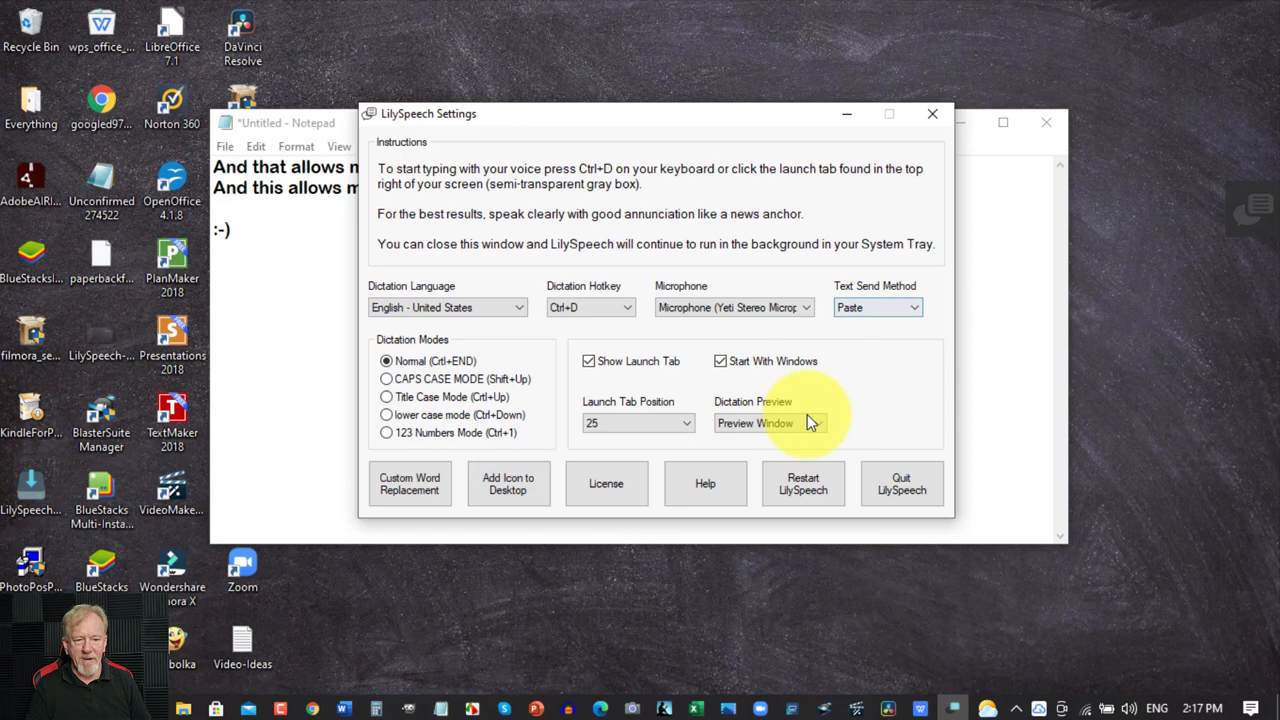 Recycle Bin
wps_office_...
LibreOffice
7.1
DaVinci
Resolve
Everything
googled97...
Norton 360
AdobeAIRI...
Unconfirmed
274522
OpenOffice
4.1.8
BlueStacksI...
paperbackf...
FREE
PlanMaker
2018
filmora_se...
LilySpeech-...
FREE
Presentations
2018
KindleForP...
BlasterSuite
Manager
FREE
TextMaker
2018
LilySpeech...
BlueStacks
Multi-Insta...
VideoMake...
PhotoPosP...
BlueStacks
Wondershare
Zoom
Video-Ideas
*Untitled - Notepad
File Edit Format View
And that allows m
And this allows m
:-)
LilySpeech Settings
Instructions
To start typing with your voice press Ctrl+D on your keyboard or click the launch tab found in the top
right of your screen (semi-transparent gray box).
For the best results, speak clearly with good annunciation like a news anchor.
You can close this window and LilySpeech will continue to run in the background in your System Tray.
Dictation Language
English - United States
Dictation Hotkey
Ctrl+D
Microphone
Microphone (Yeti Stereo Microp
Text Send Method
Paste
Dictation Modes
Normal (Crtl+END)
CAPS CASE MODE (Shift+Up)
Title Case Mode (Crtl+Up)
lower case mode (Ctrl+Down)
123 Numbers Mode (Ctrl+1)
Show Launch Tab
Start With Windows
Launch Tab Position
25
Dictation Preview
Preview Window
Custom Word
Replacement
Add Icon to
Desktop
License
Help
Restart
LilySpeech
Quit
LilySpeech
ENG
2:17 PM